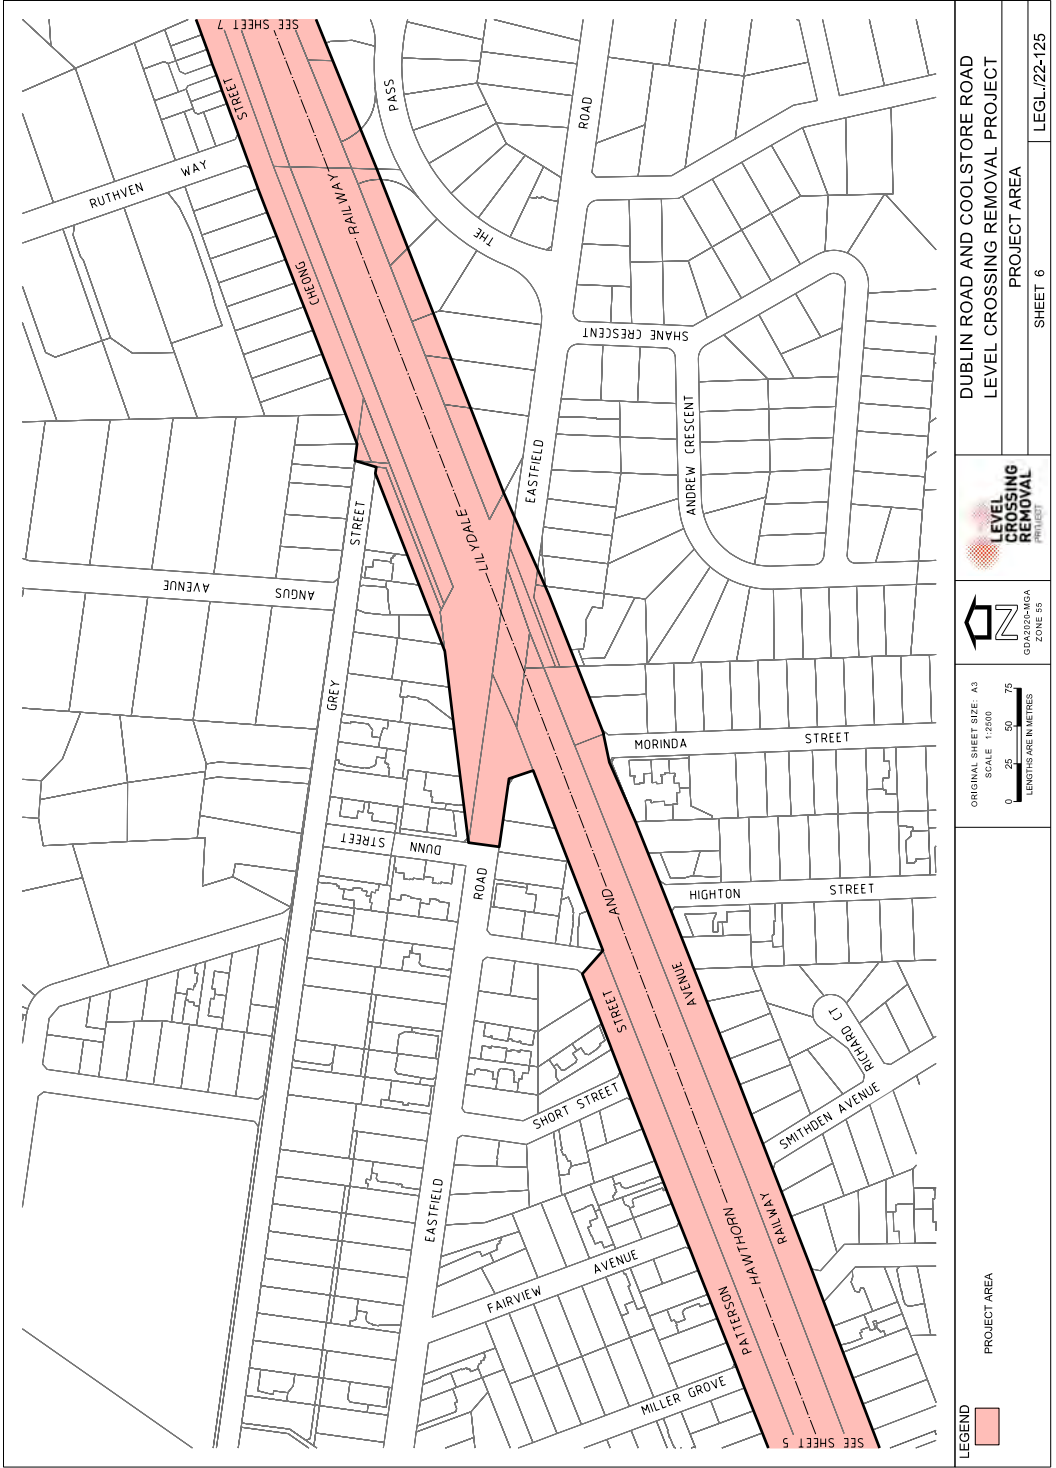 SEE SHEET 7
STREET
CHEONG
RUTHVEN WAY
RAILWAY
PASS
THE
ROAD
SHANE CRESCENT
ANDREW CRESCENT
EASTFIELD
STREET
ANGUS AVENUE
LILYDALE
GREY
MORINDA STREET
DUNN STREET
ROAD
AND
HIGHTON STREET
STREET
AVENUE
RICHARD CT
SMITHDEN AVENUE
SHORT STREET
EASTFIELD
FAIRVIEW AVENUE
HAWTHORN
RAILWAY
PATTERSON
MILLER GROVE
SEE SHEET 5
LEGEND
PROJECT AREA
ORIGINAL SHEET SIZE: A3
SCALE 1:2500
0 25 50 75
LENGTHS ARE IN METRES
N
GDA2020-MGA
ZONE 55
LEVEL
CROSSING
REMOVAL
PROJECT
DUBLIN ROAD AND COOLSTORE ROAD
LEVEL CROSSING REMOVAL PROJECT
PROJECT AREA
SHEET 6
LEGL./22-125